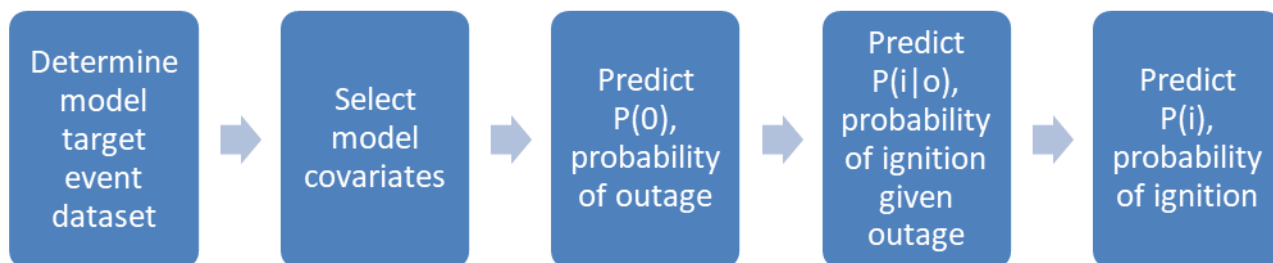 Determine
model
target
event
dataset
Select
model
covariates
Predict
P(0),
probability
of outage
Predict
P(i|o),
probability
of ignition
given
outage
Predict
P(i),
probability
of ignition